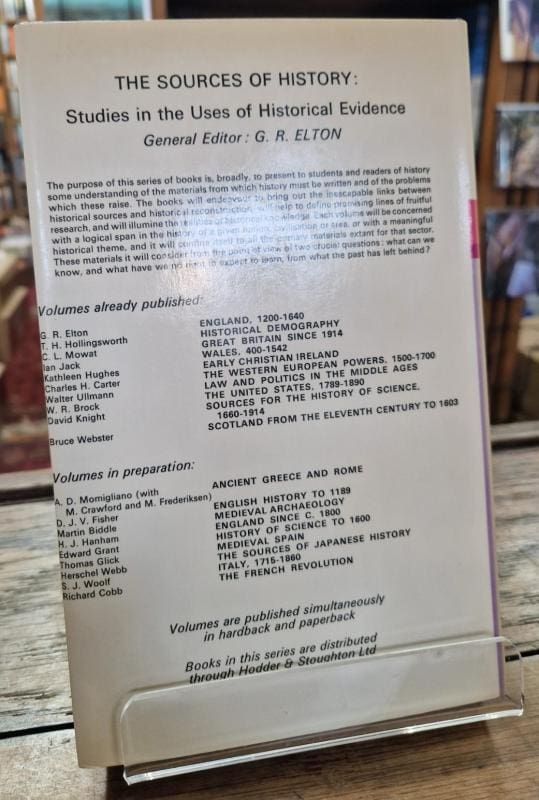 THE SOURCES OF HISTORY:
Studies in the Uses of Historical Evidence
General Editor: G. R. ELTON
The purpose of this series of books is, broadly, to present to students and readers of history
some understanding of the materials from which history must be written and of the problems
which these raise. The books will endeavour to bring out the inescapable links between
historical sources and historical reconstruction, will help to define promising lines of fruitful
research, and will illumine the realities of historical knowledge. Each volume will be concerned
with a logical span in the history of a given nation, civilisation or area, or with a meaningful
historical theme, and it will confine itself to all the primary materials extant for that sector.
These materials it will consider from the point of view of two crucial questions: what can we
know, and what have we no right to expect to learn, from what the past has left behind?
Volumes already published:
G. R. Elton ENGLAND, 1200-1640
T. H. Hollingsworth HISTORICAL DEMOGRAPHY
C. L. Mowat GREAT BRITAIN SINCE 1914
Ian Jack WALES, 400-1542
Kathleen Hughes EARLY CHRISTIAN IRELAND
Charles H. Carter THE WESTERN EUROPEAN POWERS, 1500-1700
Walter Ullmann LAW AND POLITICS IN THE MIDDLE AGES
W. R. Brock THE UNITED STATES, 1789-1890
David Knight SOURCES FOR THE HISTORY OF SCIENCE,
1660-1914
Bruce Webster SCOTLAND FROM THE ELEVENTH CENTURY TO 1603
Volumes in preparation:
A. D. Momigliano (with ANCIENT GREECE AND ROME
M. Crawford and M. Frederiksen)
D. J. V. Fisher ENGLISH HISTORY TO 1189
Martin Biddle MEDIEVAL ARCHAEOLOGY
H. J. Hanham ENGLAND SINCE C. 1800
Edward Grant HISTORY OF SCIENCE TO 1600
Thomas Glick MEDIEVAL SPAIN
Herschel Webb THE SOURCES OF JAPANESE HISTORY
S. J. Woolf ITALY, 1715-1860
Richard Cobb THE FRENCH REVOLUTION
Volumes are published simultaneously
in hardback and paperback
Books in this series are distributed
through Hodder & Stoughton Ltd